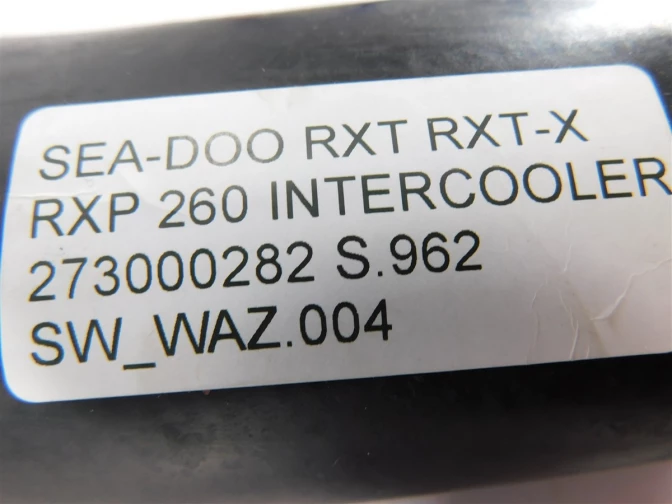 SEA-DOO RXT RXT-X
RXP 260 INTERCOOLER
273000282 S.962
SW_WAZ.004